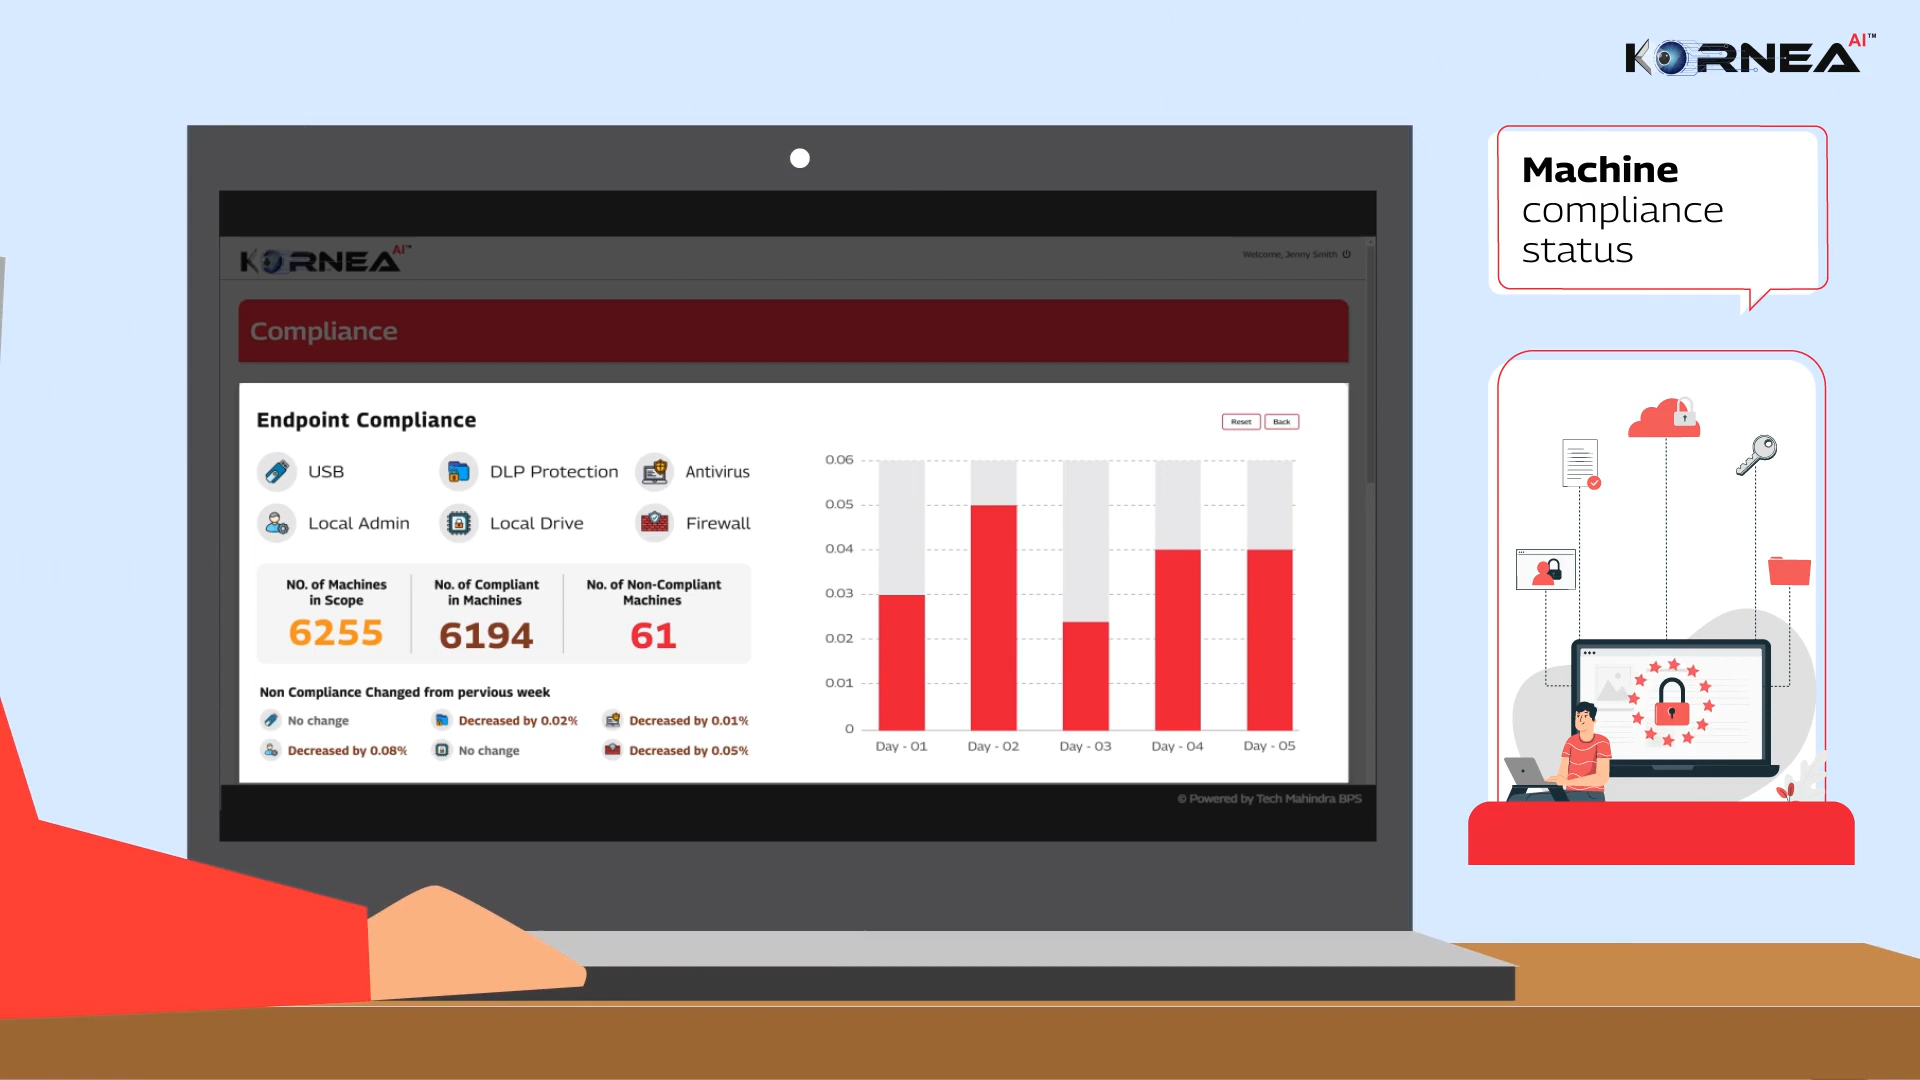 KORNEA AI™
Machine
compliance
status
KORNEA AI™
Welcome, Jenny Smith
Compliance
Endpoint Compliance
Reset
Back
USB
DLP Protection
Antivirus
Local Admin
Local Drive
Firewall
NO. of Machines
in Scope
6255
No. of Compliant
in Machines
6194
No. of Non-Compliant
Machines
61
Non Compliance Changed from pervious week
No change
Decreased by 0.02%
Decreased by 0.01%
Decreased by 0.08%
No change
Decreased by 0.05%
0.06
0.05
0.04
0.03
0.02
0.01
0
Day - 01
Day - 02
Day - 03
Day - 04
Day - 05
© Powered by Tech Mahindra BPS